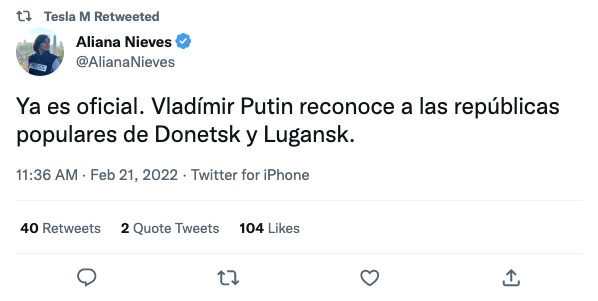 Tesla M Retweeted
Aliana Nieves
@AlianaNieves
Ya es oficial. Vladímir Putin reconoce a las repúblicas
populares de Donetsk y Lugansk.
11:36 AM · Feb 21, 2022 · Twitter for iPhone
40 Retweets 2 Quote Tweets 104 Likes